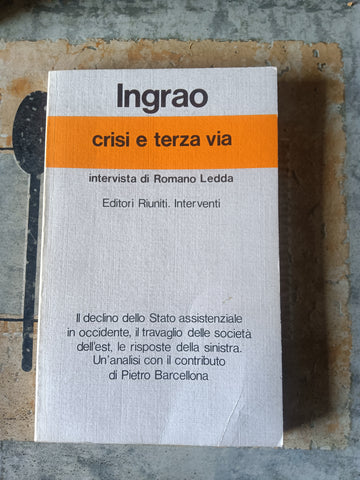 Ingrao
crisi e terza via
intervista di Romano Ledda
Editori Riuniti. Interventi
Il declino dello Stato assistenziale
in occidente, il travaglio delle società
dell'est, le risposte della sinistra.
Un'analisi con il contributo
di Pietro Barcellona